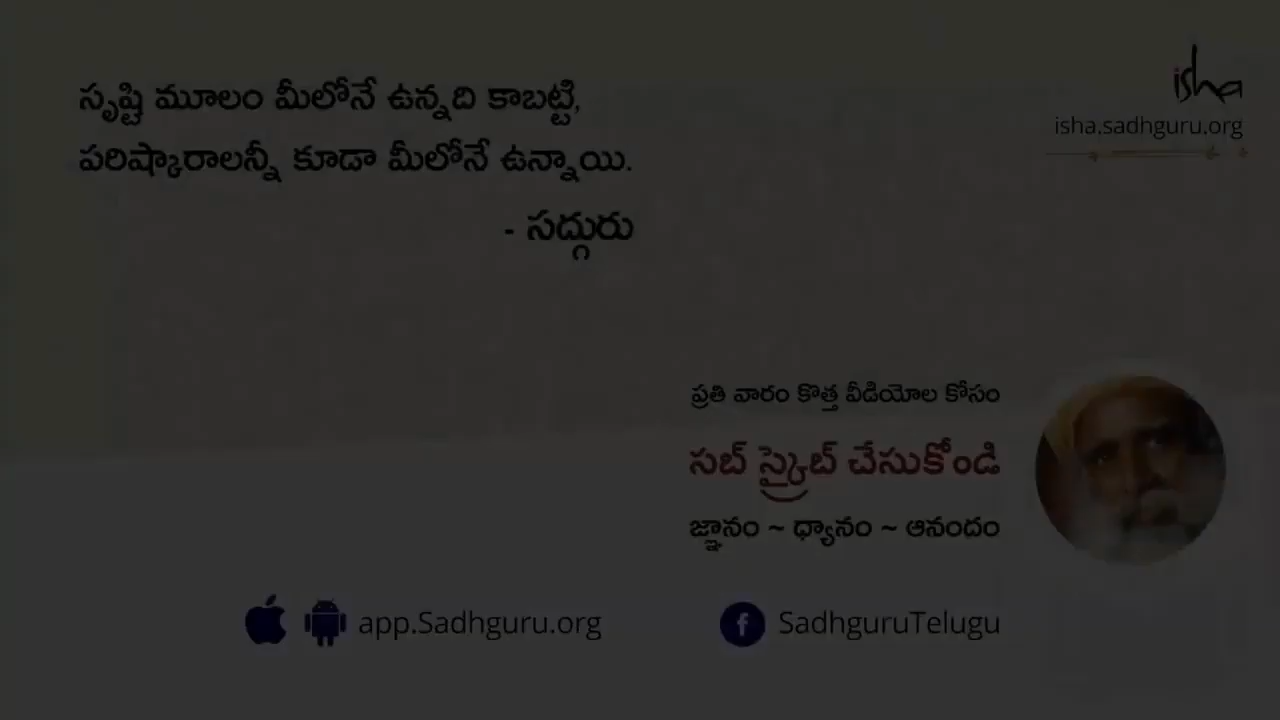 సృష్టి మూలం మీలోనే ఉన్నది కాబట్టి,
పరిష్కారాలన్నీ కూడా మీలోనే ఉన్నాయి.
- సద్గురు
isha
isha.sadhguru.org
ప్రతి వారం కొత్త వీడియోల కోసం
సబ్ స్క్రైబ్ చేసుకోండి
జ్ఞానం ~ ధ్యానం ~ ఆనందం
app.Sadhguru.org
SadhguruTelugu